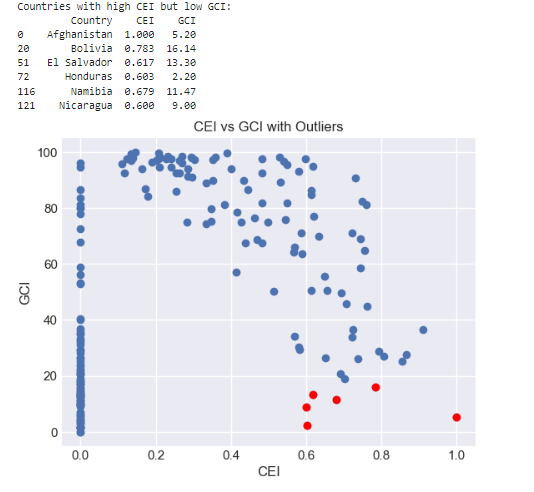 Countries with high CEI but low GCI:
Country CEI GCI
0 Afghanistan 1.000 5.20
20 Bolivia 0.783 16.14
51 El Salvador 0.617 13.30
72 Honduras 0.603 2.20
116 Namibia 0.679 11.47
121 Nicaragua 0.600 9.00
CEI vs GCI with Outliers
100
80
60
40
20
0
GCI
0.0 0.2 0.4 0.6 0.8 1.0
CEI